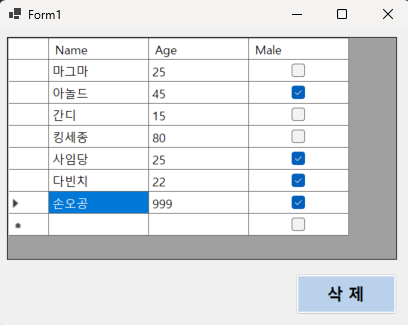 Form1
Name Age Male
마그마 25
아놀드 45
간디 15
킹세종 80
사임당 25
다빈치 22
손오공 999
삭 제